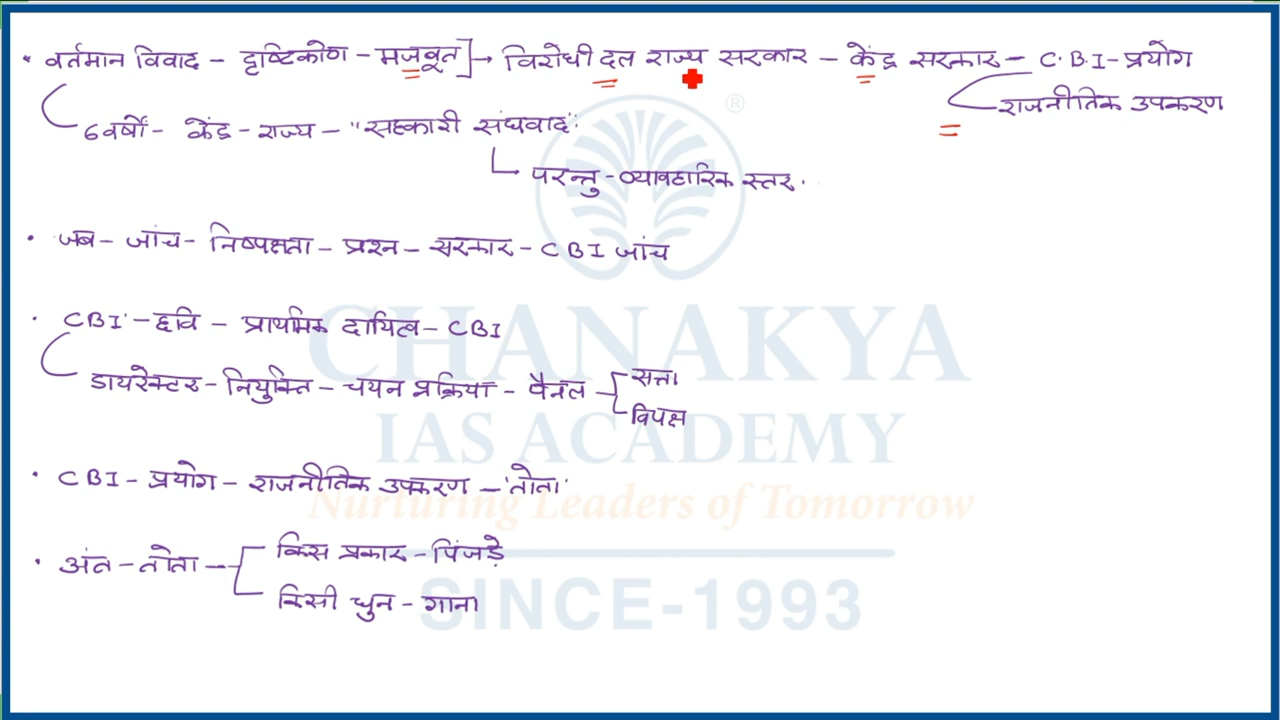 • वर्तमान विवाद - दृष्टिकोण - मजबूत] → विरोधी दल राज्य सरकार - केंद्र सरकार - C.B.I - प्रयोग
राजनीतिक उपकरण
6 वर्षों - केंद्र - राज्य - "सहकारी संघवाद"
परन्तु - व्यावहारिक स्तर.
• जब - जांच - निष्पक्षता - प्रश्न - सरकार - CBI जांच
• CBI - छवि - प्राथमिक दायित्व - CBI
डायरेक्टर - नियुक्ति - चयन प्रक्रिया - पैनल - सत्ता
विपक्ष
• CBI - प्रयोग - राजनीतिक उपकरण - 'तोता'
• अंत - तोता - किस प्रकार - पिंजड़े
किसी धुन - गाना
®
CHANAKYA
IAS ACADEMY
Nurturing Leaders of Tomorrow
SINCE-1993